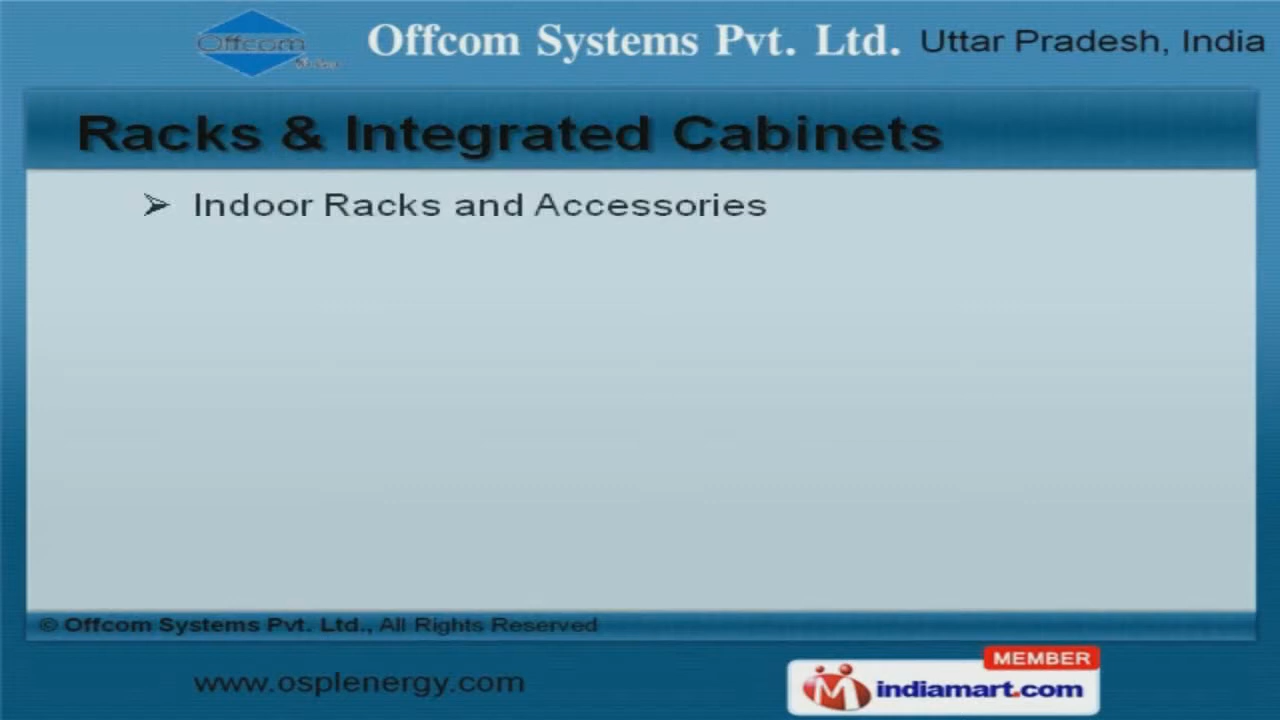 Offcom
Offcom Systems Pvt. Ltd. Uttar Pradesh, India
Racks & Integrated Cabinets
➢ Indoor Racks and Accessories
© Offcom Systems Pvt. Ltd., All Rights Reserved
www.osplenergy.com
MEMBER
indiamart.com